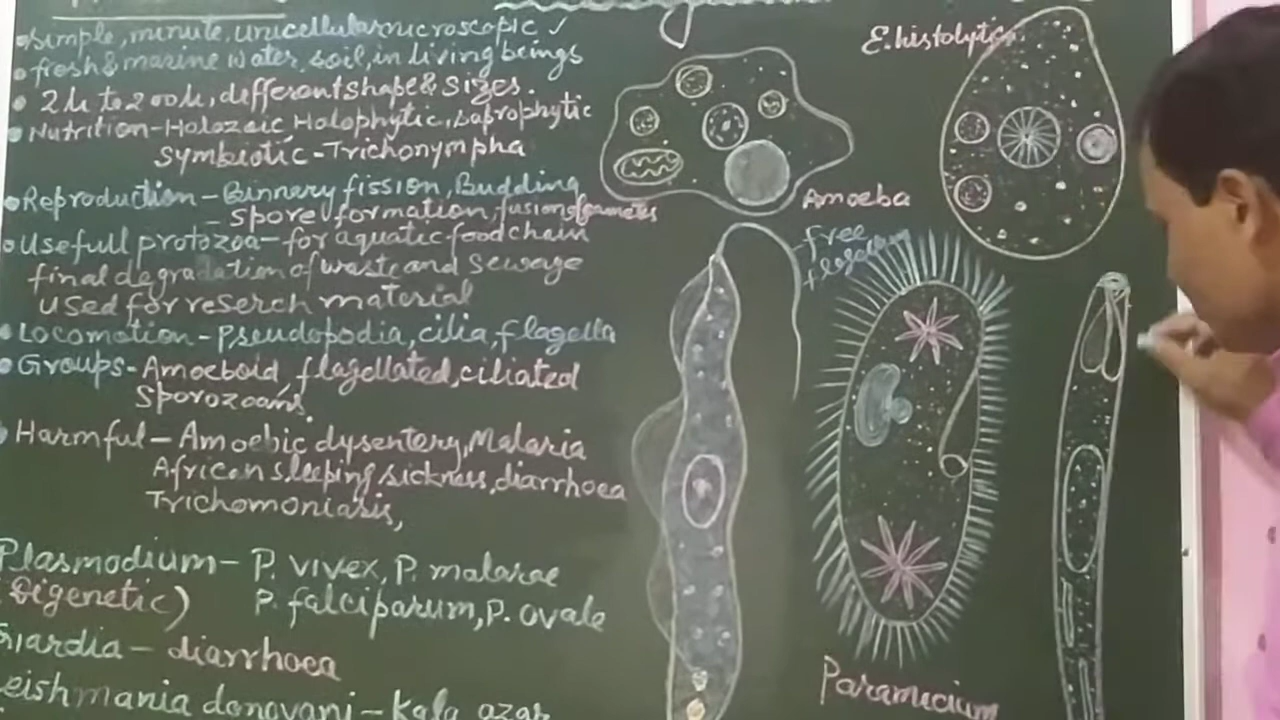 simple, minute, unicellular microscopic ✓
fresh & marine water, soil, in living beings
2µ to 200µ, different shape & sizes.
Nutrition - Holozoic, Holophytic, Saprophytic
Symbiotic - Trichonympha
Reproduction - Binnary fission, Budding
- spore formation, fusion of gametes
Usefull protozoa - for aquatic food chain
final degradation of waste and sewage
used for reserch material
Locomotion - Pseudopodia, cilia, flagella
Groups - Amoeboid, flagellated, ciliated
Sporozoans.
Harmful - Amoebic dysentery, Malaria
African sleeping sickness, diarrhoea
Trichomoniasis,
Plasmodium - P. vivex, P. malarae
(Digenetic) P. falciparum, P. ovale
Giardia - diarrhoea
Leishmania donovani - Kala azar
E. histolytica
Amoeba
free
flagellum
Paramecium